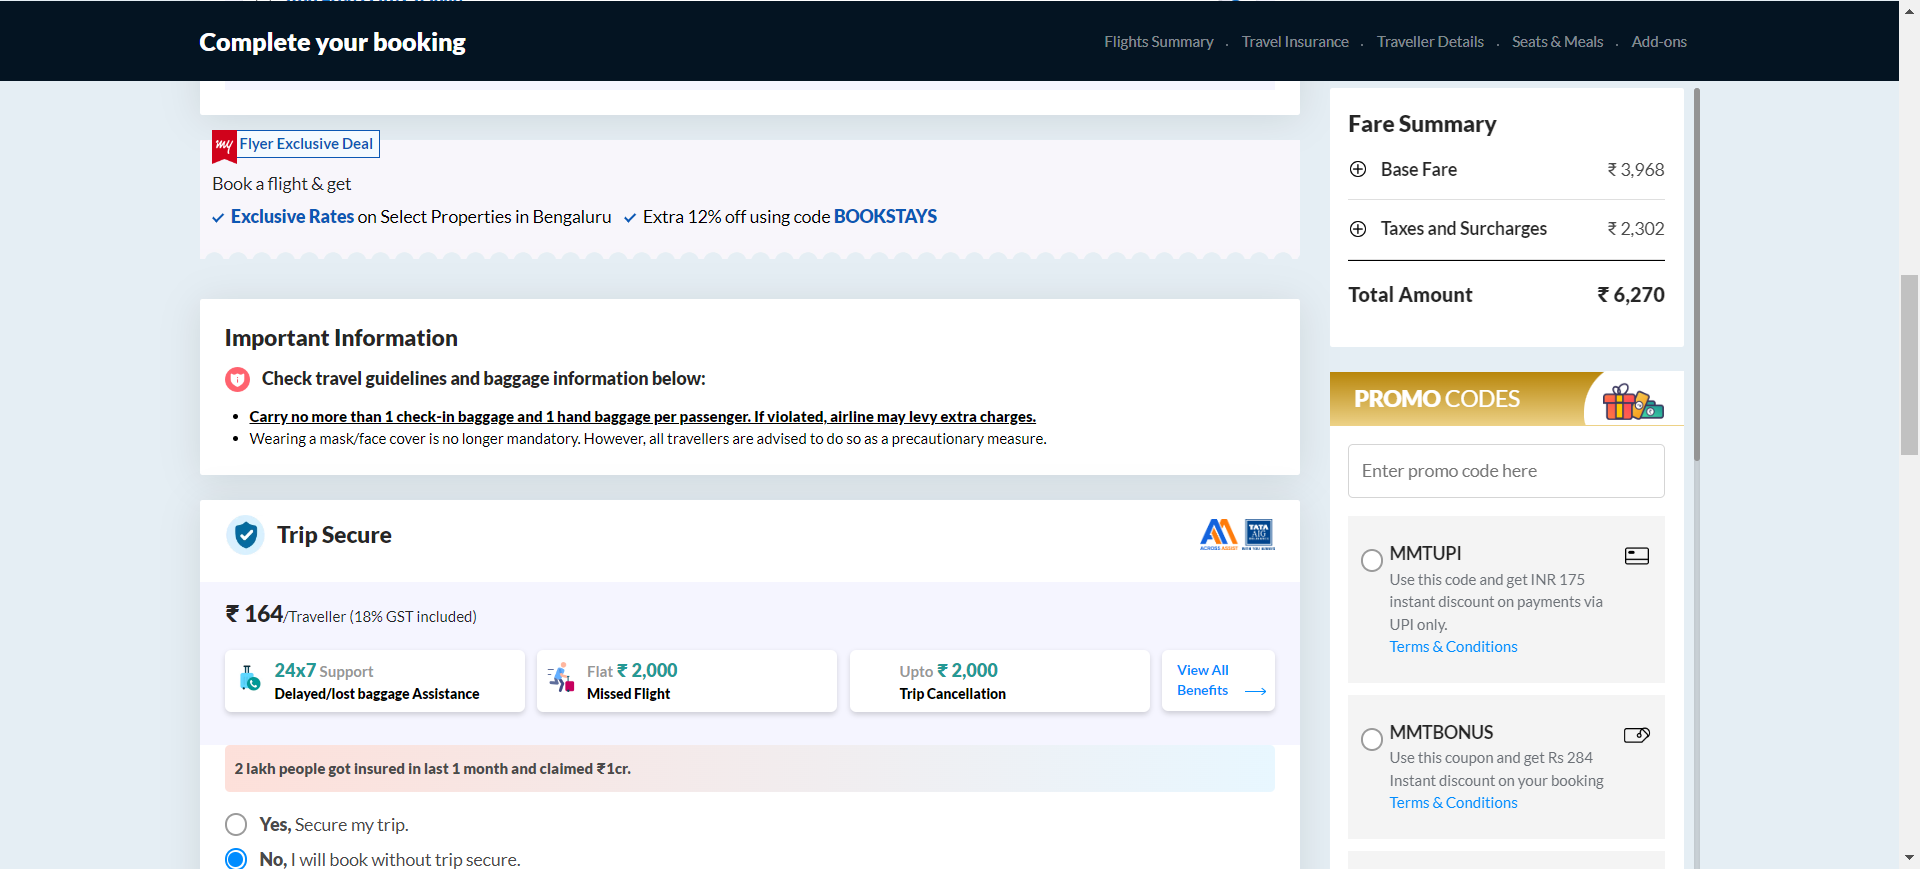 Complete your booking
Flights Summary . Travel Insurance . Traveller Details . Seats & Meals . Add-ons
my Flyer Exclusive Deal
Book a flight & get
Exclusive Rates on Select Properties in Bengaluru Extra 12% off using code BOOKSTAYS
Important Information
Check travel guidelines and baggage information below:
• Carry no more than 1 check-in baggage and 1 hand baggage per passenger. If violated, airline may levy extra charges.
• Wearing a mask/face cover is no longer mandatory. However, all travellers are advised to do so as a precautionary measure.
Trip Secure
ACROSS ASSIST
TATA
AIG
WITH YOU ALWAYS
₹ 164/Traveller (18% GST included)
24x7 Support
Delayed/lost baggage Assistance
Flat ₹ 2,000
Missed Flight
Upto ₹ 2,000
Trip Cancellation
View All
Benefits
2 lakh people got insured in last 1 month and claimed ₹1cr.
Yes, Secure my trip.
No, I will book without trip secure.
Fare Summary
Base Fare ₹ 3,968
Taxes and Surcharges ₹ 2,302
Total Amount ₹ 6,270
PROMO CODES
Enter promo code here
MMTUPI
Use this code and get INR 175
instant discount on payments via
UPI only.
Terms & Conditions
MMTBONUS
Use this coupon and get Rs 284
Instant discount on your booking
Terms & Conditions